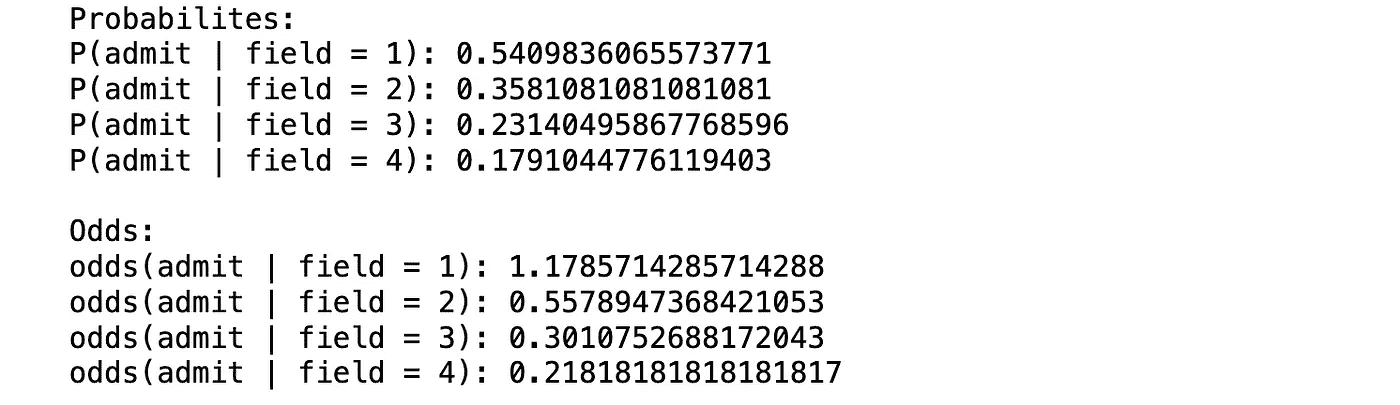 Probabilites:
P(admit | field = 1): 0.5409836065573771
P(admit | field = 2): 0.3581081081081081
P(admit | field = 3): 0.23140495867768596
P(admit | field = 4): 0.1791044776119403
Odds:
odds(admit | field = 1): 1.1785714285714288
odds(admit | field = 2): 0.5578947368421053
odds(admit | field = 3): 0.3010752688172043
odds(admit | field = 4): 0.21818181818181817